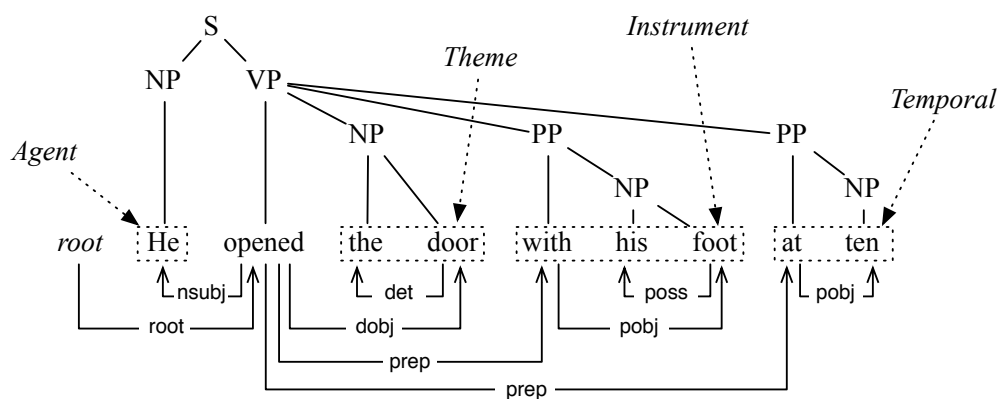 S
Instrument
NP VP
Theme
Temporal
NP PP PP
Agent
NP NP
root He opened the door with his foot at ten
nsubj det poss pobj
root dobj pobj
prep
prep